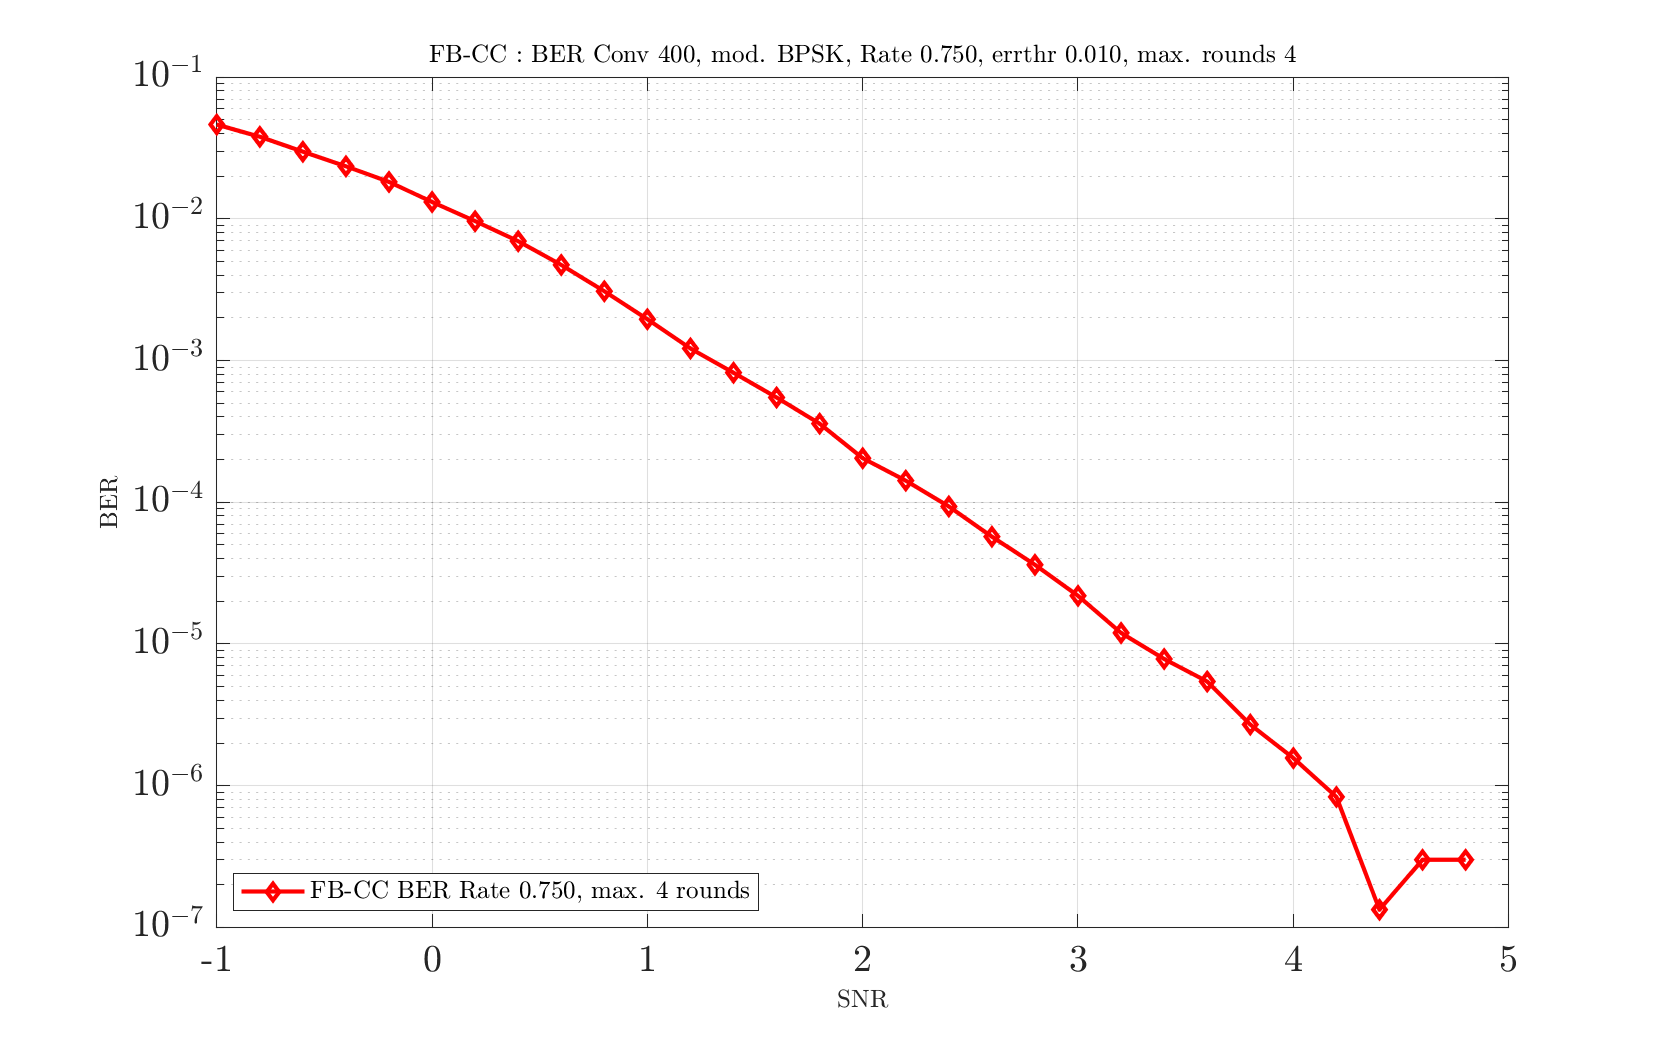 FB-CC : BER Conv 400, mod. BPSK, Rate 0.750, errthr 0.010, max. rounds 4
10⁻¹
10⁻²
10⁻³
10⁻⁴
10⁻⁵
10⁻⁶
10⁻⁷
BER
FB-CC BER Rate 0.750, max. 4 rounds
-1 0 1 2 3 4 5
SNR